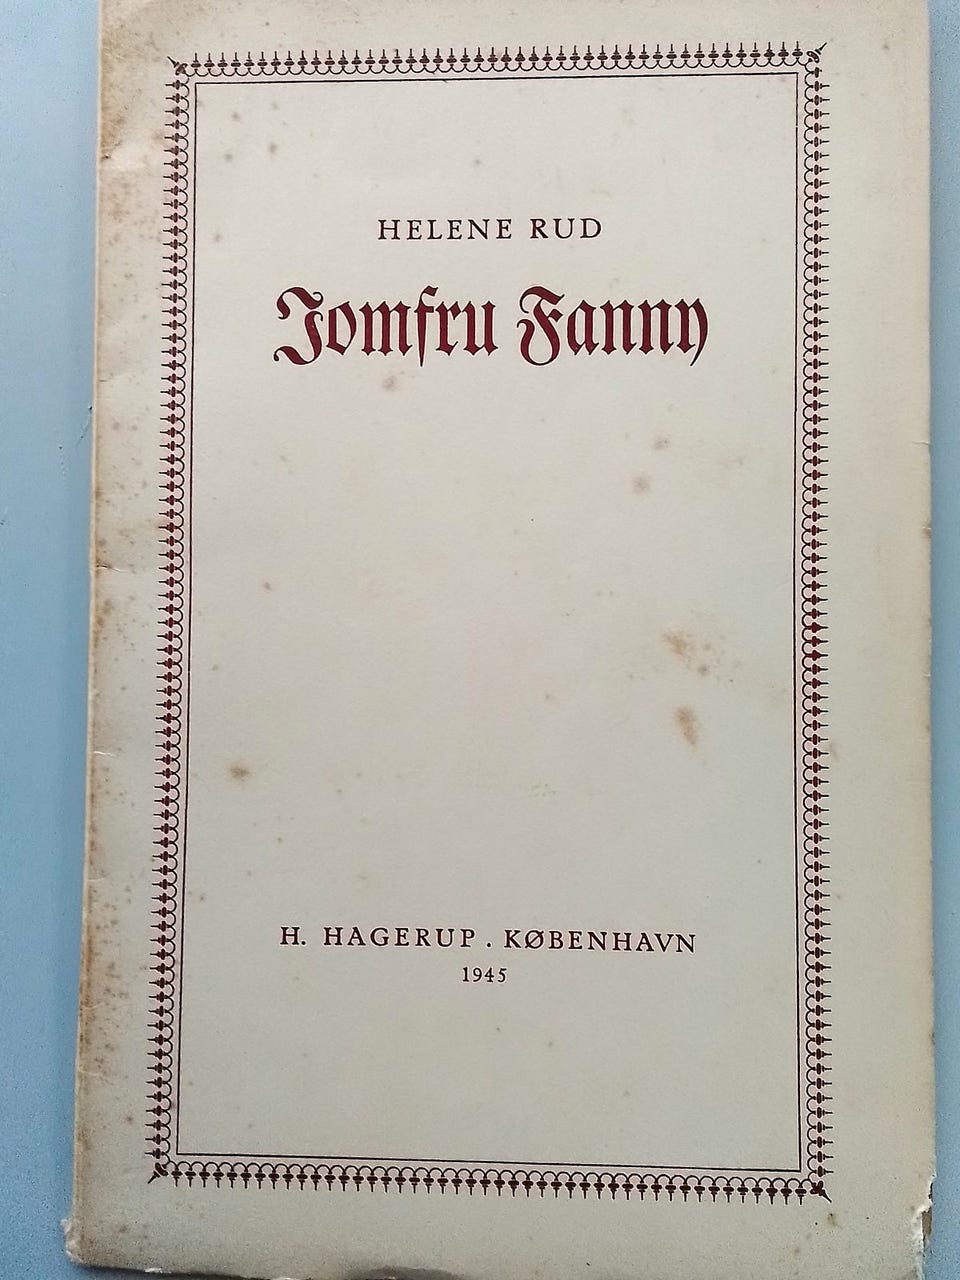 HELENE RUD
Jomfru Fanny
H. HAGERUP . KØBENHAVN
1945